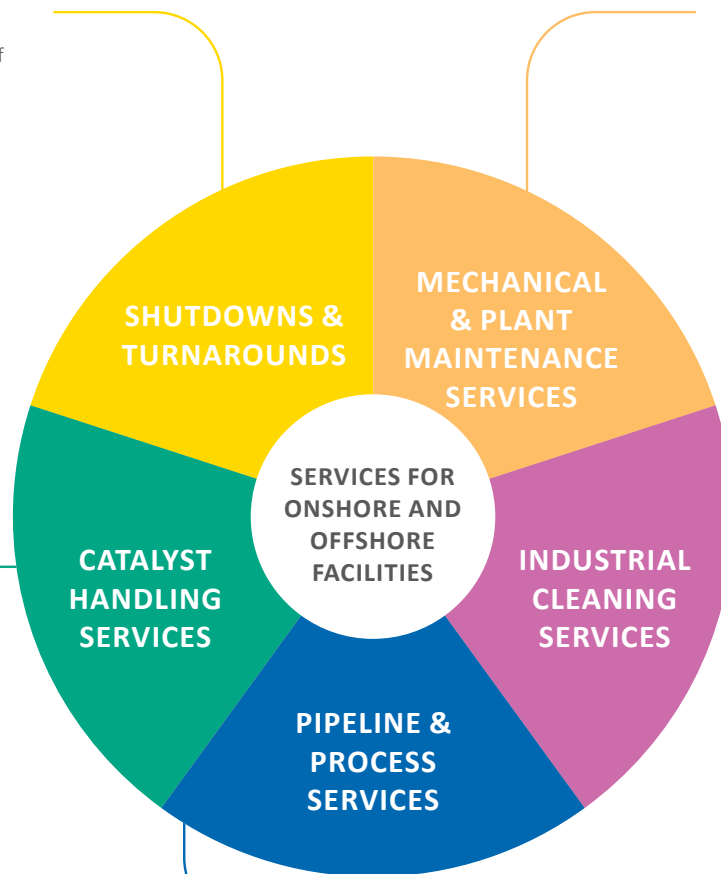 f
SHUTDOWNS &
TURNAROUNDS
MECHANICAL
& PLANT
MAINTENANCE
SERVICES
SERVICES FOR
ONSHORE AND
OFFSHORE
FACILITIES
CATALYST
HANDLING
SERVICES
INDUSTRIAL
CLEANING
SERVICES
PIPELINE &
PROCESS
SERVICES